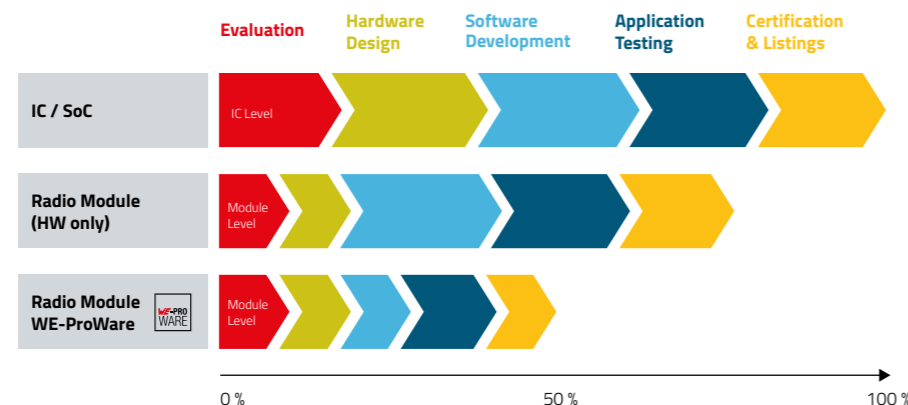 Evaluation
Hardware
Design
Software
Development
Application
Testing
Certification
& Listings
IC / SoC
IC Level
Radio Module
(HW only)
Module
Level
Radio Module
WE-ProWare
WE-PRO
WARE
Module
Level
0 %
50 %
100 %